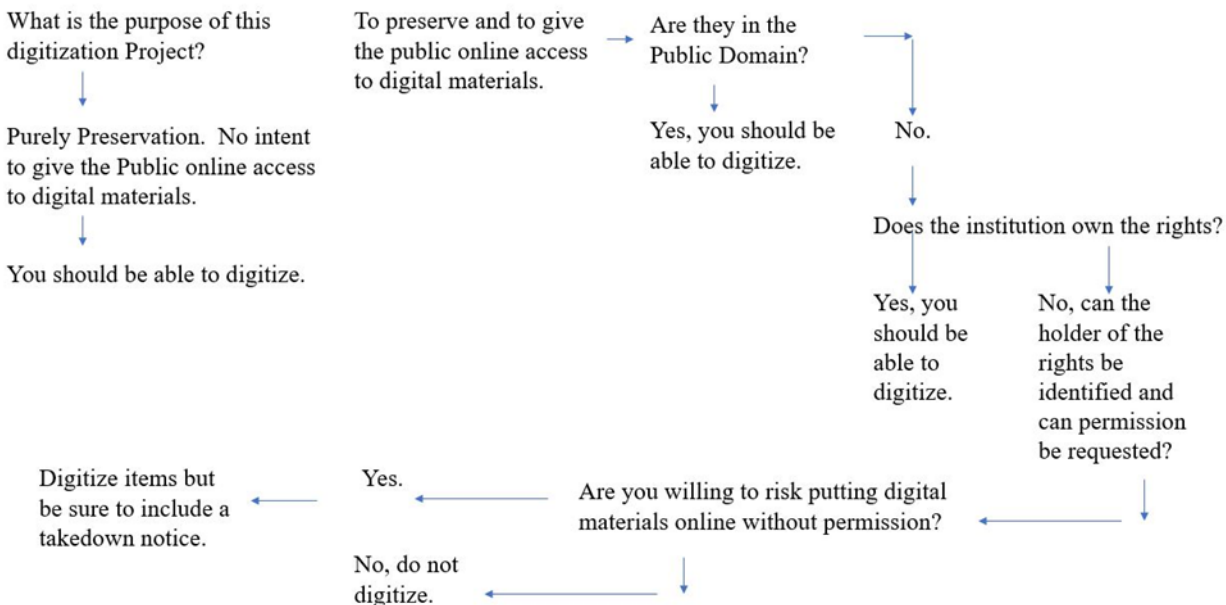 What is the purpose of this
digitization Project?
Purely Preservation.  No intent
to give the Public online access
to digital materials.
You should be able to digitize.
To preserve and to give
the public online access
to digital materials.
Are they in the
Public Domain?
Yes, you should be
able to digitize.
No.
Does the institution own the rights?
Yes, you
should be
able to
digitize.
No, can the
holder of the
rights be
identified and
can permission
be requested?
Are you willing to risk putting digital
materials online without permission?
Yes.
Digitize items but
be sure to include a
takedown notice.
No, do not
digitize.